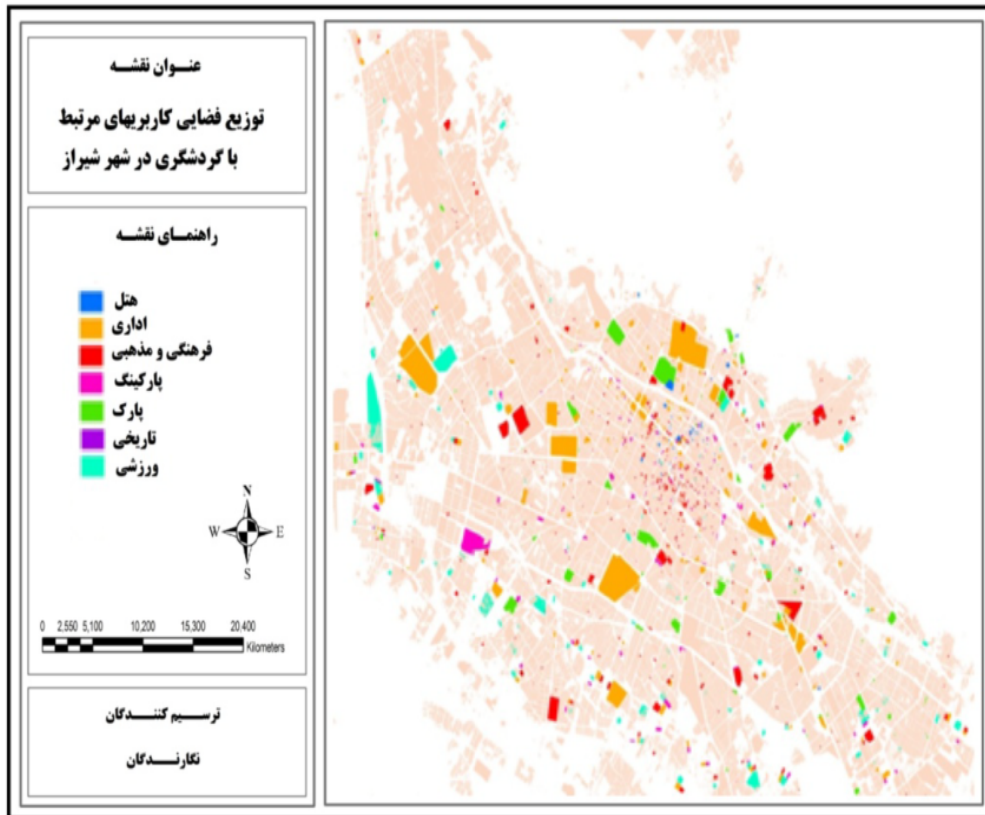 عنوان نقشه
توزیع فضایی کاربریهای مرتبط
با گردشگری در شهر شیراز
راهنمای نقشه
هتل
اداری
فرهنگی و مذهبی
پارکینگ
پارک
تاریخی
ورزشی
N
W E
S
0 2,550 5,100 10,200 15,300 20,400
Kilometers
ترسیم کنندگان
نگارندگان